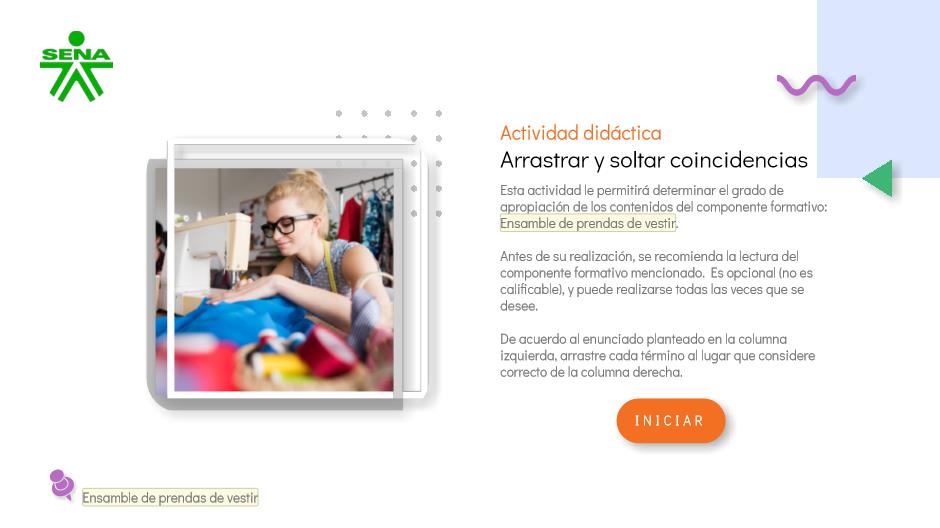 SENA
Actividad didáctica
Arrastrar y soltar coincidencias
Esta actividad le permitirá determinar el grado de
apropiación de los contenidos del componente formativo:
Ensamble de prendas de vestir.
Antes de su realización, se recomienda la lectura del
componente formativo mencionado. Es opcional (no es
calificable), y puede realizarse todas las veces que se
desee.
De acuerdo al enunciado planteado en la columna
izquierda, arrastre cada término al lugar que considere
correcto de la columna derecha.
INICIAR
Ensamble de prendas de vestir